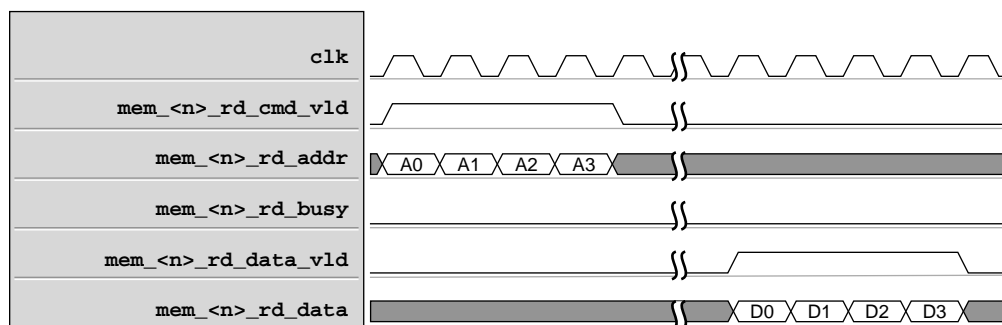 clk
mem_<n>_rd_cmd_vld
mem_<n>_rd_addr A0 A1 A2 A3
mem_<n>_rd_busy
mem_<n>_rd_data_vld
mem_<n>_rd_data D0 D1 D2 D3